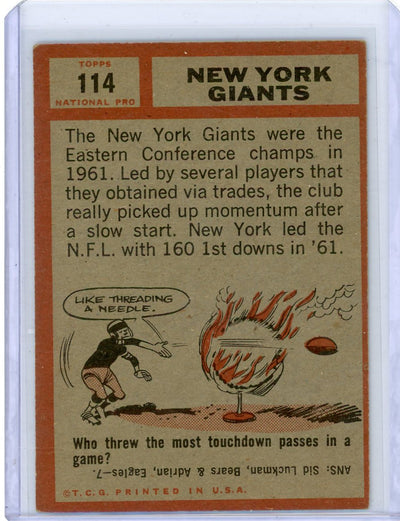 TOPPS
114
NATIONAL PRO
NEW YORK
GIANTS
The New York Giants were the
Eastern Conference champs in
1961. Led by several players that
they obtained via trades, the club
really picked up momentum after
a slow start. New York led the
N.F.L. with 160 1st downs in '61.
LIKE THREADING
A NEEDLE.
Who threw the most touchdown passes in a
game?
ANS: Sid Luckman, Bears & Adrian, Eagles–7.
©T.C.G. PRINTED IN U.S.A.